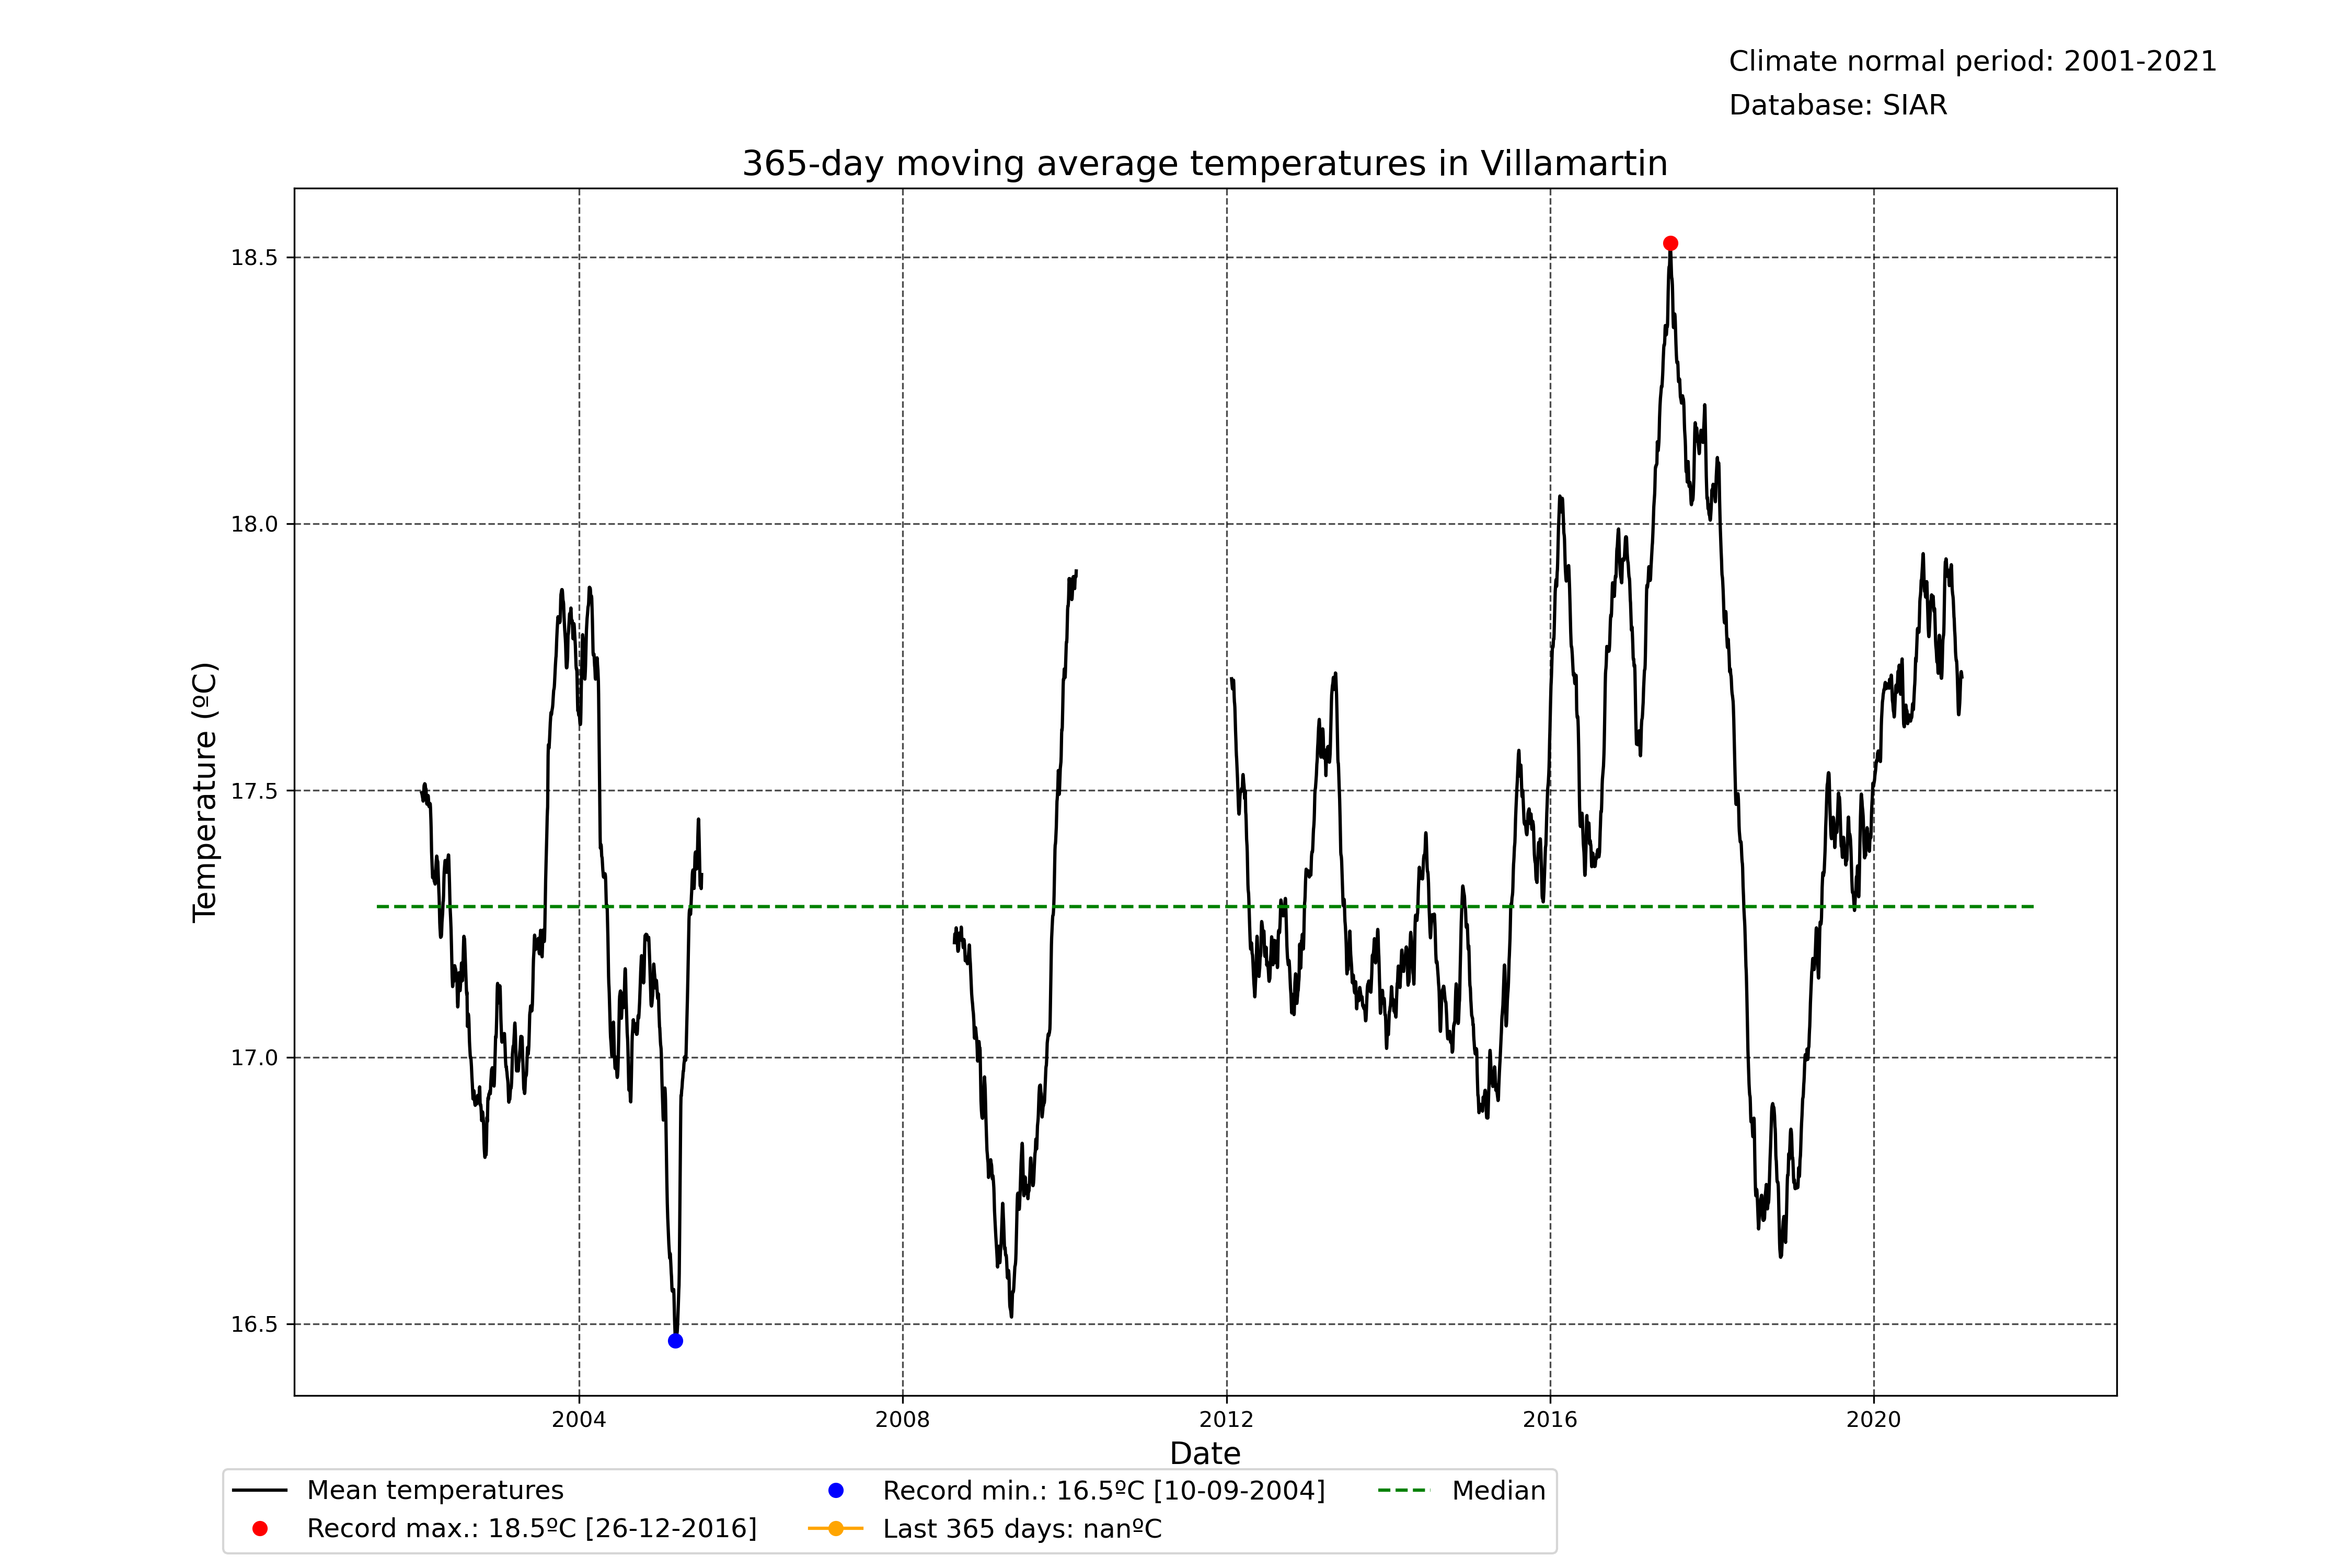 Climate normal period: 2001-2021
Database: SIAR
365-day moving average temperatures in Villamartin
Temperature (ºC)
18.5
18.0
17.5
17.0
16.5
2004
2008
2012
2016
2020
Date
Mean temperatures
Record max.: 18.5ºC [26-12-2016]
Record min.: 16.5ºC [10-09-2004]
Last 365 days: nanºC
Median